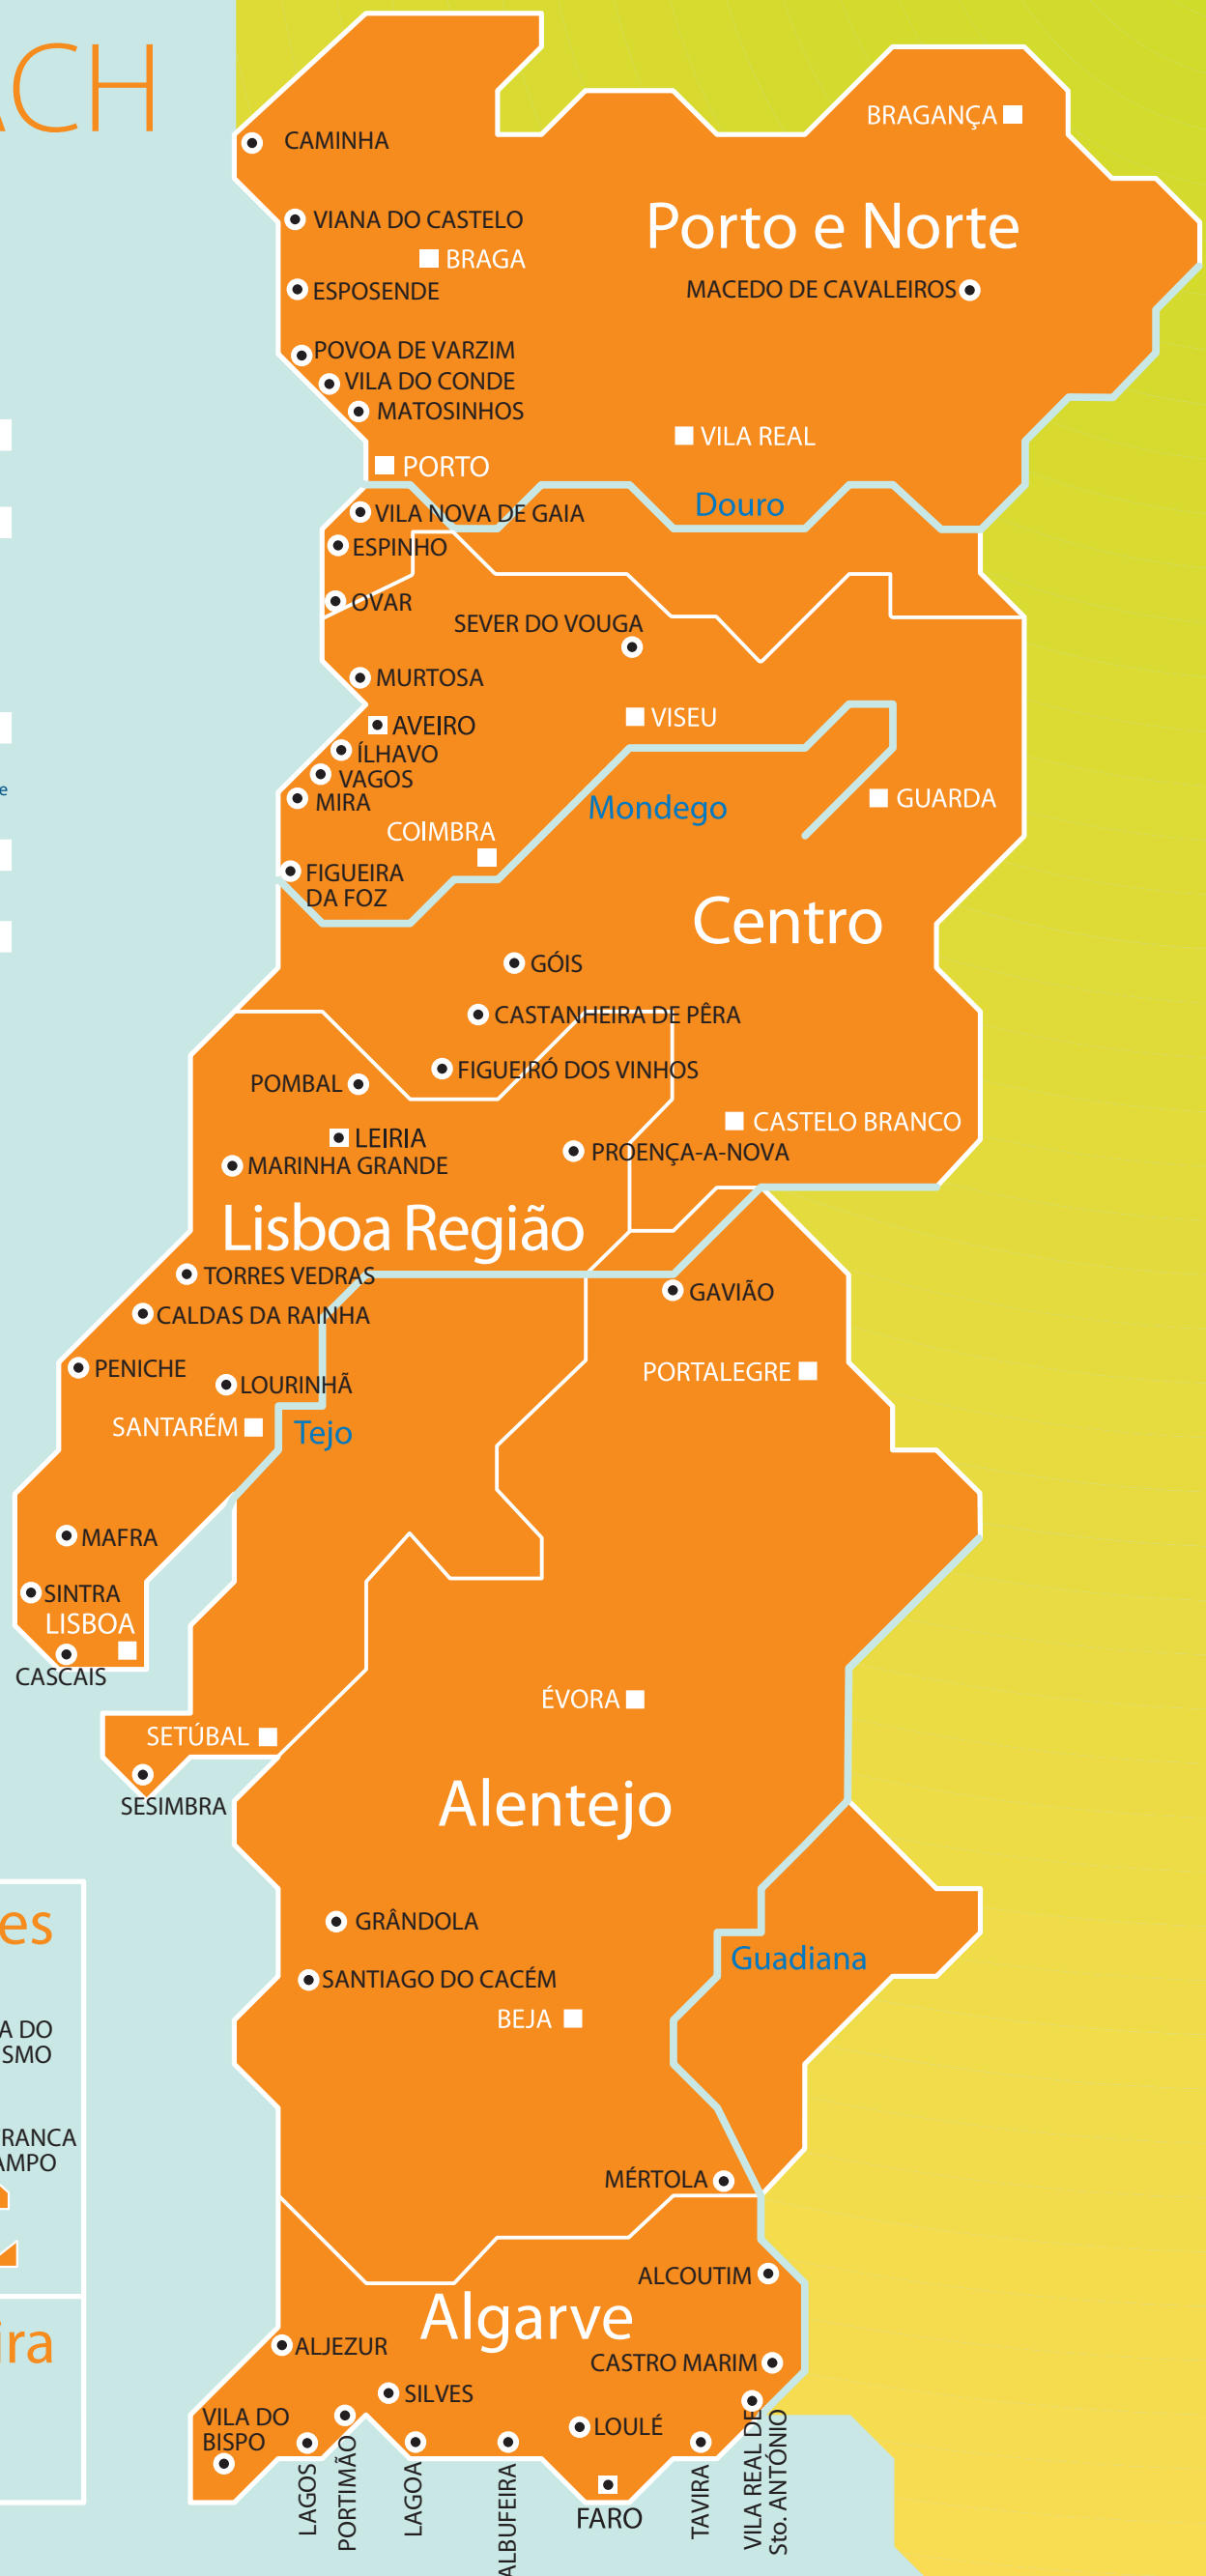 CH
BRAGANÇA
CAMINHA
Porto e Norte
VIANA DO CASTELO
BRAGA
MACEDO DE CAVALEIROS
ESPOSENDE
POVOA DE VARZIM
VILA DO CONDE
MATOSINHOS
VILA REAL
PORTO
Douro
VILA NOVA DE GAIA
ESPINHO
OVAR
SEVER DO VOUGA
MURTOSA
VISEU
AVEIRO
ÍLHAVO
VAGOS
e
MIRA
GUARDA
Mondego
COIMBRA
FIGUEIRA
DA FOZ
Centro
GÓIS
CASTANHEIRA DE PÊRA
FIGUEIRÓ DOS VINHOS
POMBAL
CASTELO BRANCO
LEIRIA
PROENÇA-A-NOVA
MARINHA GRANDE
Lisboa Região
TORRES VEDRAS
GAVIÃO
CALDAS DA RAINHA
PENICHE
PORTALEGRE
LOURINHÃ
SANTARÉM
Tejo
MAFRA
SINTRA
LISBOA
CASCAIS
ÉVORA
SETÚBAL
SESIMBRA
Alentejo
GRÂNDOLA
es
Guadiana
SANTIAGO DO CACÉM
BEJA
A DO
SMO
RANCA
AMPO
MÉRTOLA
ALCOUTIM
Algarve
ira
ALJEZUR
CASTRO MARIM
SILVES
VILA DO
BISPO
LOULÉ
LAGOS
PORTIMÃO
LAGOA
ALBUFEIRA
FARO
TAVIRA
VILA REAL DE
Sto. ANTÓNIO